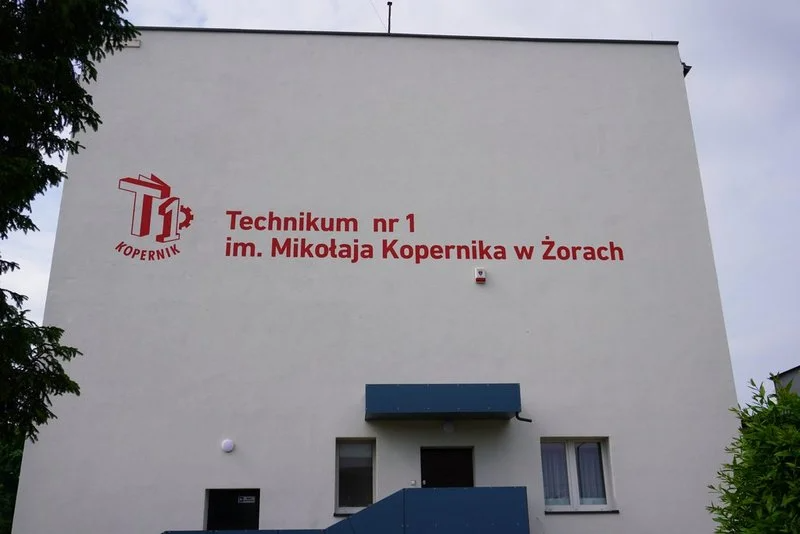 T1
KOPERNIK
Technikum nr 1
im. Mikołaja Kopernika w Żorach